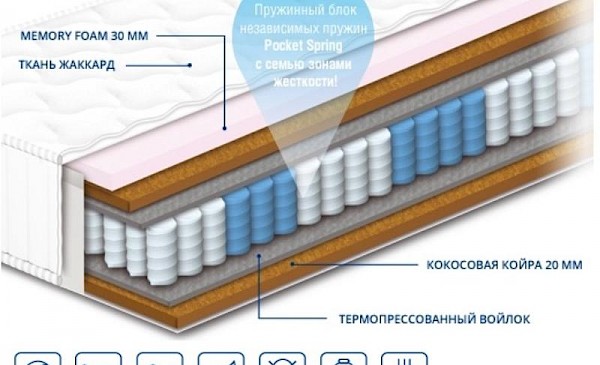 Пружинный блок
независимых пружин
Pocket Spring
с семью зонами
жесткости!
MEMORY FOAM 30 ММ
ТКАНЬ ЖАККАРД
КОКОСОВАЯ КОЙРА 20 ММ
ТЕРМОПРЕССОВАННЫЙ ВОЙЛОК